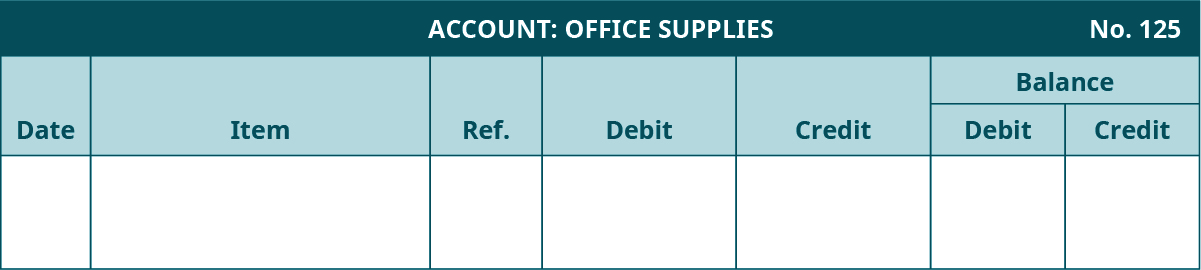 ACCOUNT: OFFICE SUPPLIES No. 125
Balance
Date Item Ref. Debit Credit Debit Credit